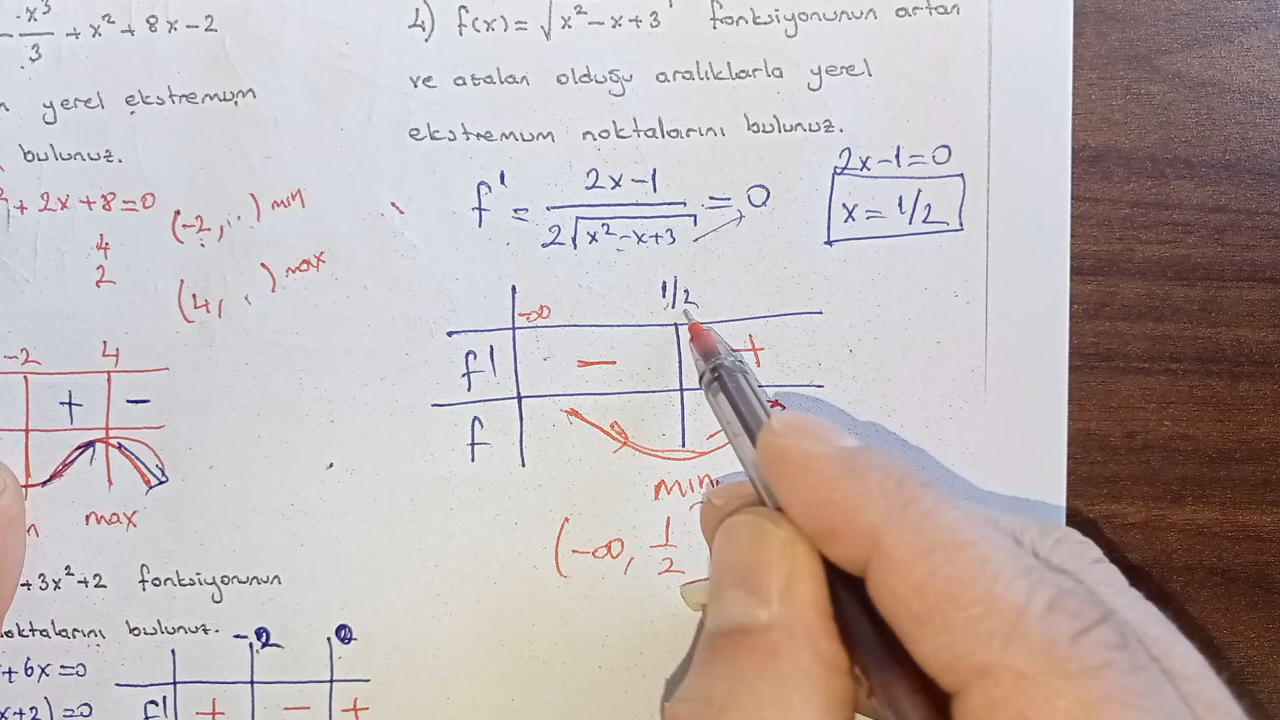 -x³/3 + x² + 8x - 2
yerel ekstremum
bulunuz.
+ 2x + 8 = 0
(-2, ..) min
4
2
(4, . ) max
-2 4
+ -
max
+ 3x² + 2 fonksiyonunun
noktalarını bulunuz.
+ 6x = 0
-2 0
x + 2) = 0
f' + - +
4) f(x) = √x² - x + 3 fonksiyonunun artan
ve azalan olduğu aralıklarla yerel
ekstremum noktalarını bulunuz.
f' = 2x - 1 / 2√x² - x + 3 = 0
2x - 1 = 0
x = 1/2
-∞ 1/2
f' - +
f
min
(-∞, 1/2